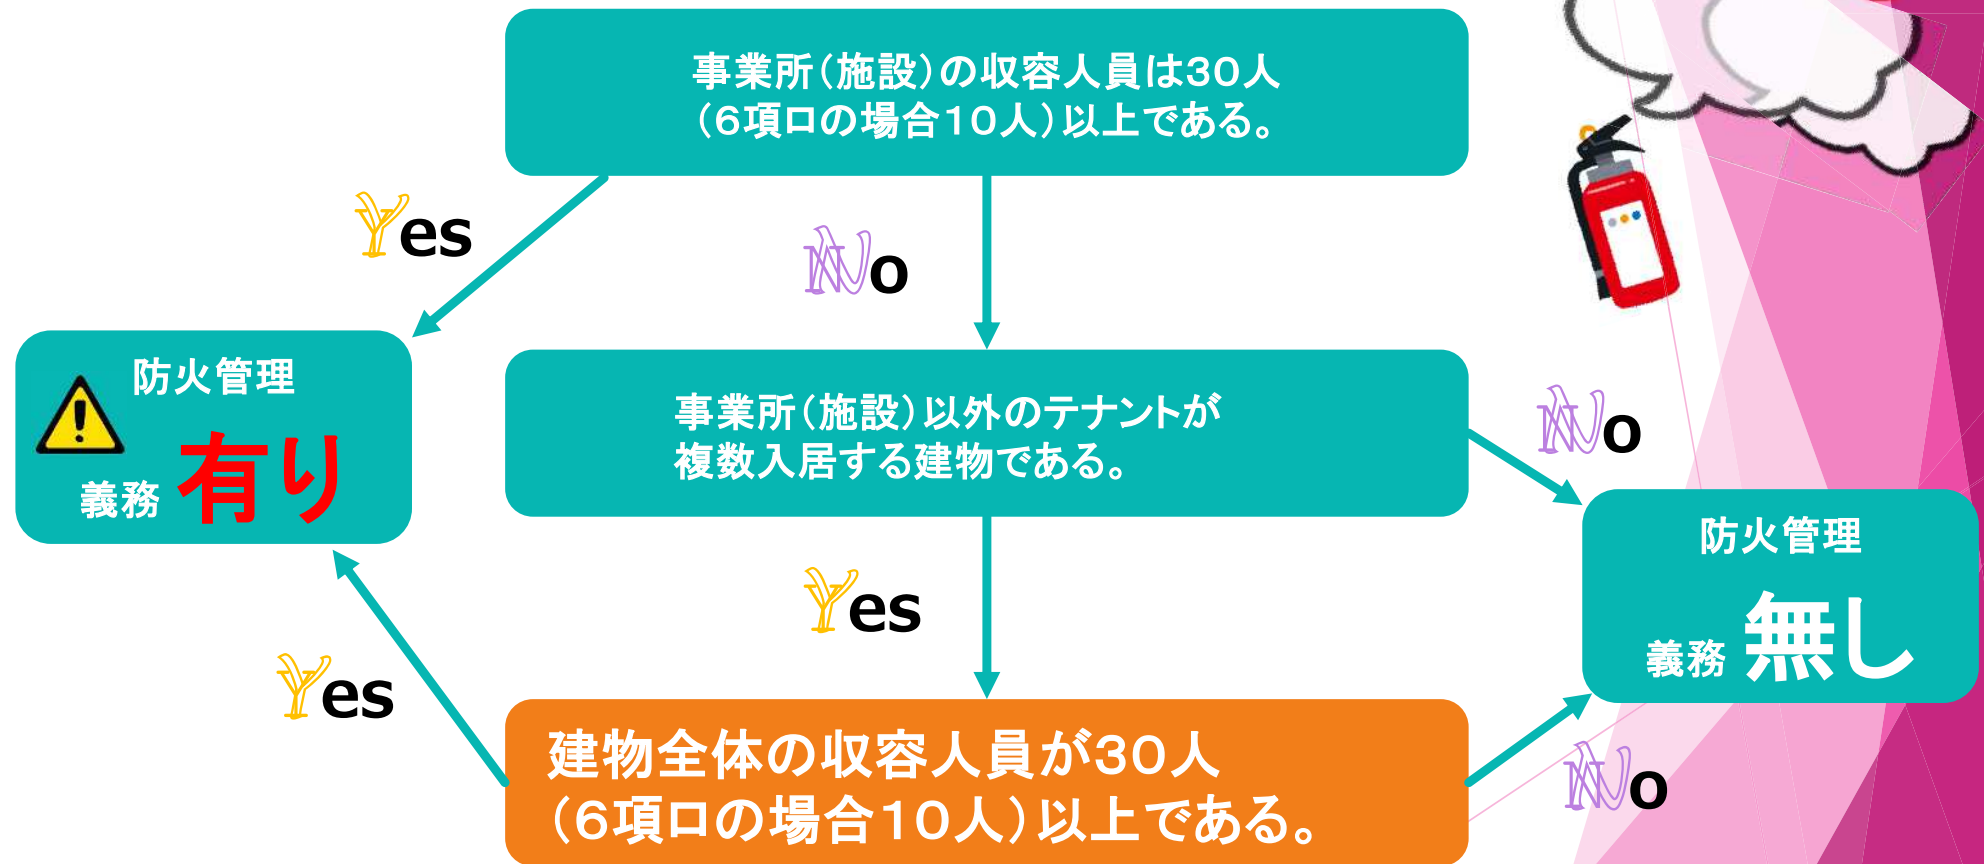 事業所（施設）の収容人員は30人
（6項ロの場合10人）以上である。
Yes
No
防火管理
義務 有り
事業所（施設）以外のテナントが
複数入居する建物である。
No
防火管理
義務 無し
Yes
Yes
建物全体の収容人員が30人
（6項ロの場合10人）以上である。
No